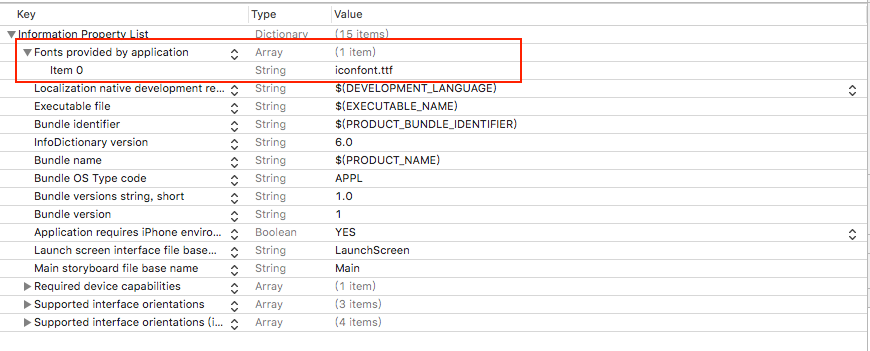 Key Type Value
Information Property List Dictionary (15 items)
Fonts provided by application Array (1 item)
Item 0 String iconfont.ttf
Localization native development re... String $(DEVELOPMENT_LANGUAGE)
Executable file String $(EXECUTABLE_NAME)
Bundle identifier String $(PRODUCT_BUNDLE_IDENTIFIER)
InfoDictionary version String 6.0
Bundle name String $(PRODUCT_NAME)
Bundle OS Type code String APPL
Bundle versions string, short String 1.0
Bundle version String 1
Application requires iPhone enviro... Boolean YES
Launch screen interface file base... String LaunchScreen
Main storyboard file base name String Main
Required device capabilities Array (1 item)
Supported interface orientations Array (3 items)
Supported interface orientations (i... Array (4 items)